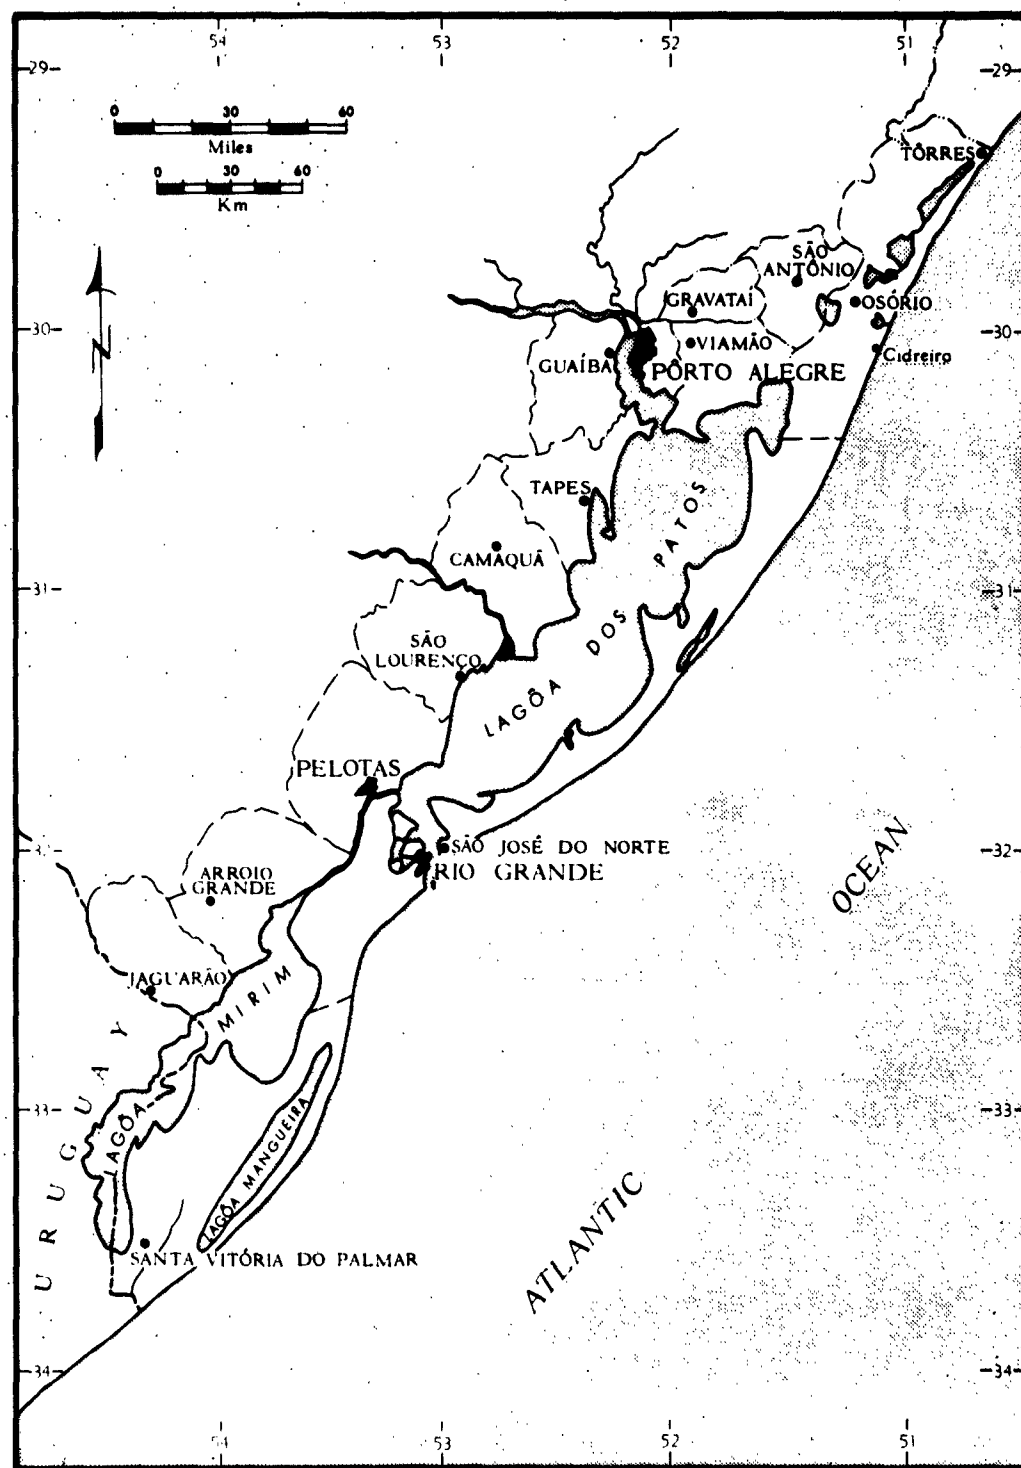 54 53 52 51
29 29
0 30 60
Miles
0 30 60
Km
TÔRRES
SÃO
ANTÔNIO
GRAVATAÍ
OSÓRIO
30 30
VIAMÃO
Cidreira
GUAÍBA
PÔRTO ALEGRE
TAPES
CAMAQUÃ
LAGÔA DOS PATOS
31 31
SÃO
LOURENÇO
PELOTAS
32
SÃO JOSÉ DO NORTE
RIO GRANDE
ARROIO
GRANDE
JAGUARÃO
LAGÔA MIRIM
33 33
LAGÔA MANGUEIRA
URUGUAY
SANTA VITÓRIA DO PALMAR
ATLANTIC OCEAN
34 34
54 53 52 51